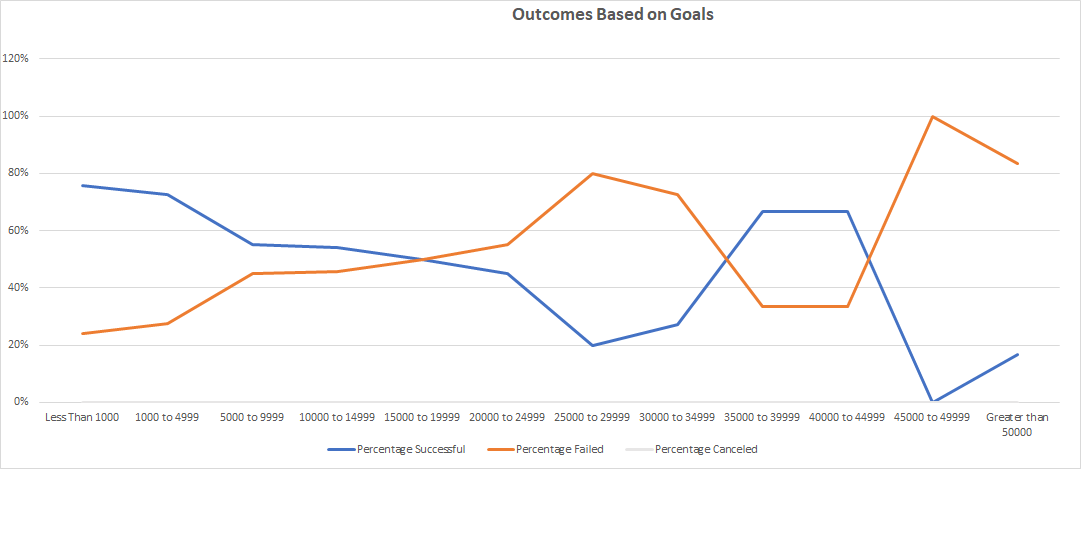 Outcomes Based on Goals
120%
100%
80%
60%
40%
20%
0%
Less Than 1000 1000 to 4999 5000 to 9999 10000 to 14999 15000 to 19999 20000 to 24999 25000 to 29999 30000 to 34999 35000 to 39999 40000 to 44999 45000 to 49999 Greater than
50000
Percentage Successful Percentage Failed Percentage Canceled